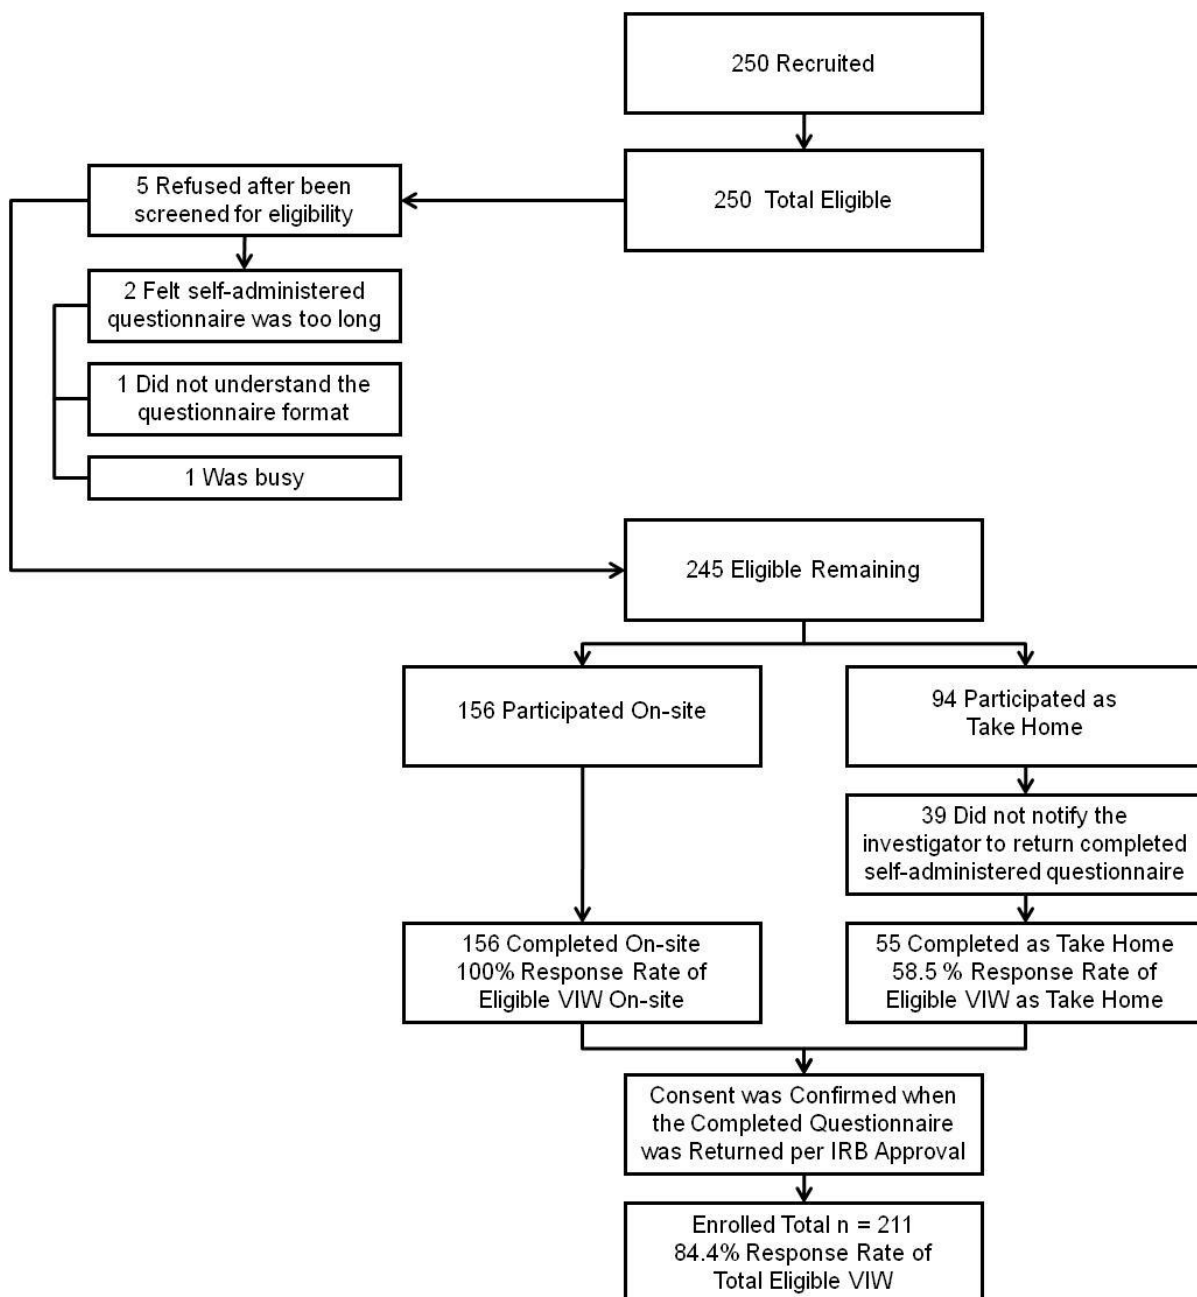 250 Recruited
250 Total Eligible
5 Refused after been
screened for eligibility
2 Felt self-administered
questionnaire was too long
1 Did not understand the
questionnaire format
1 Was busy
245 Eligible Remaining
156 Participated On-site
94 Participated as
Take Home
39 Did not notify the
investigator to return completed
self-administered questionnaire
156 Completed On-site
100% Response Rate of
Eligible VIW On-site
55 Completed as Take Home
58.5 % Response Rate of
Eligible VIW as Take Home
Consent was Confirmed when
the Completed Questionnaire
was Returned per IRB Approval
Enrolled Total n = 211
84.4% Response Rate of
Total Eligible VIW